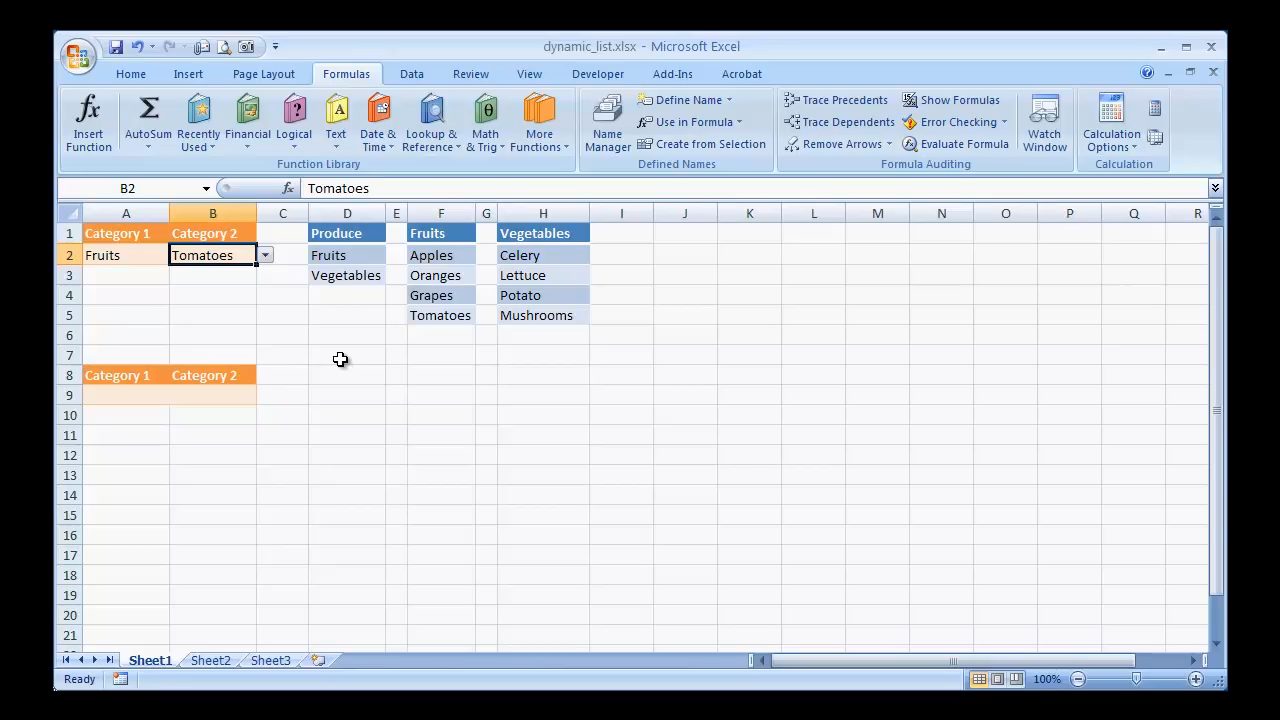 dynamic_list.xlsx - Microsoft Excel
Home Insert Page Layout Formulas Data Review View Developer Add-Ins Acrobat
fx Insert Function
Σ AutoSum
Recently Used
Financial
Logical
A Text
Date & Time
Lookup & Reference
θ Math & Trig
More Functions
Function Library
Name Manager
Define Name
Use in Formula
Create from Selection
Defined Names
Trace Precedents
Trace Dependents
Remove Arrows
Show Formulas
Error Checking
Evaluate Formula
Watch Window
Formula Auditing
Calculation Options
Calculation
B2 fx Tomatoes
A B C D E F G H I J K L M N O P Q R
1 Category 1 Category 2 Produce Fruits Vegetables
2 Fruits Tomatoes Fruits Apples Celery
3 Vegetables Oranges Lettuce
4 Grapes Potato
5 Tomatoes Mushrooms
6
7
8 Category 1 Category 2
9
10
11
12
13
14
15
16
17
18
19
20
21
Sheet1 Sheet2 Sheet3
Ready 100%